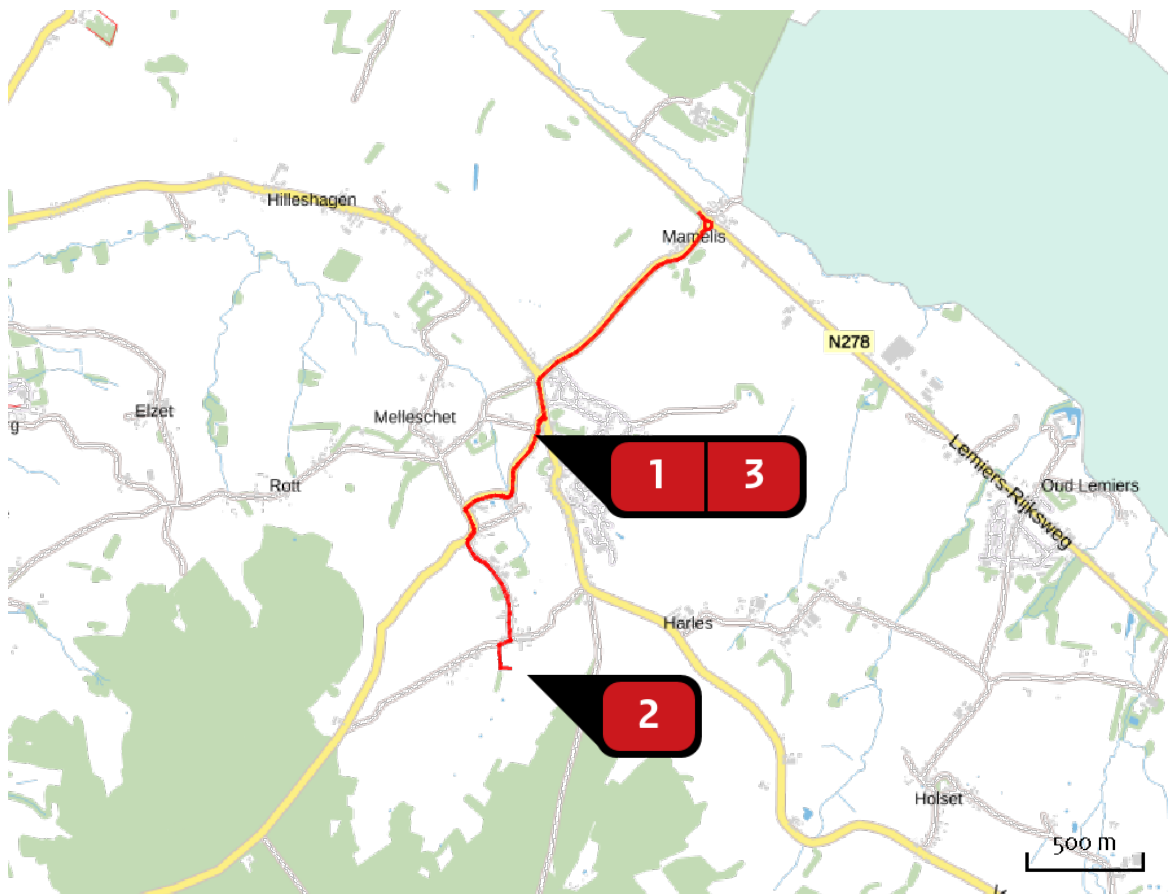 Hilleshagen
Mamelis
N278
Elzet
Melleschet
g
1 3
Lemiers-Rijksweg
Rott
Oud Lemiers
Harles
2
Holset
500 m